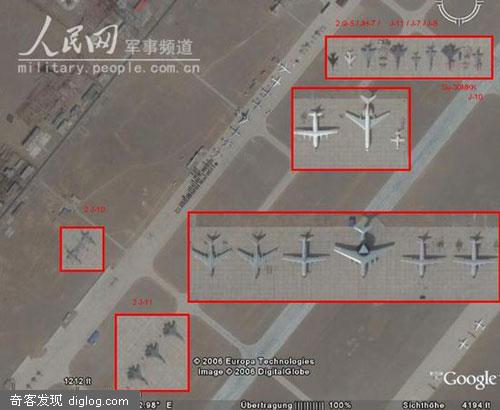 人民网 军事频道
military.people.com.cn
2 Q-5 / JH-7 / J-11 / J-7 / J-8
Su-30MKK
J-10
2 J-10
2 J-11
© 2006 Europa Technologies
Image © 2006 DigitalGlobe
Google
1212 ft
2.98" E
Übertragung |||||||||| 100%
Sichthöhe 4194 ft
奇客发现 diglog.com